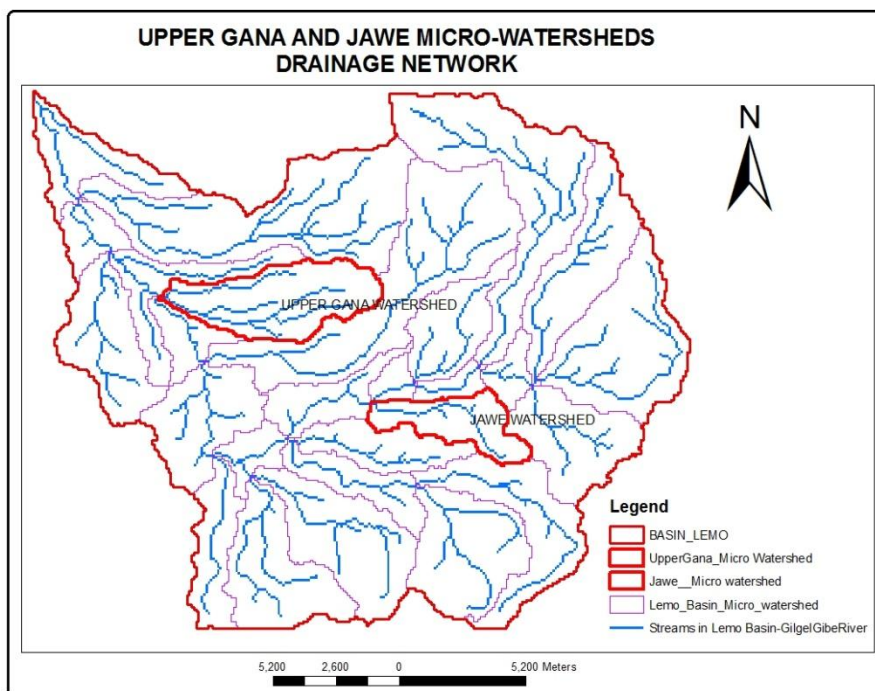 UPPER GANA AND JAWE MICRO-WATERSHEDS
DRAINAGE NETWORK
N
UPPER GANA WATERSHED
JAWE WATERSHED
Legend
BASIN_LEMO
UpperGana_Micro Watershed
Jawe__Micro watershed
Lemo_Basin_Micro_watershed
Streams in Lemo Basin-GilgelGibeRiver
5,200 2,600 0 5,200 Meters